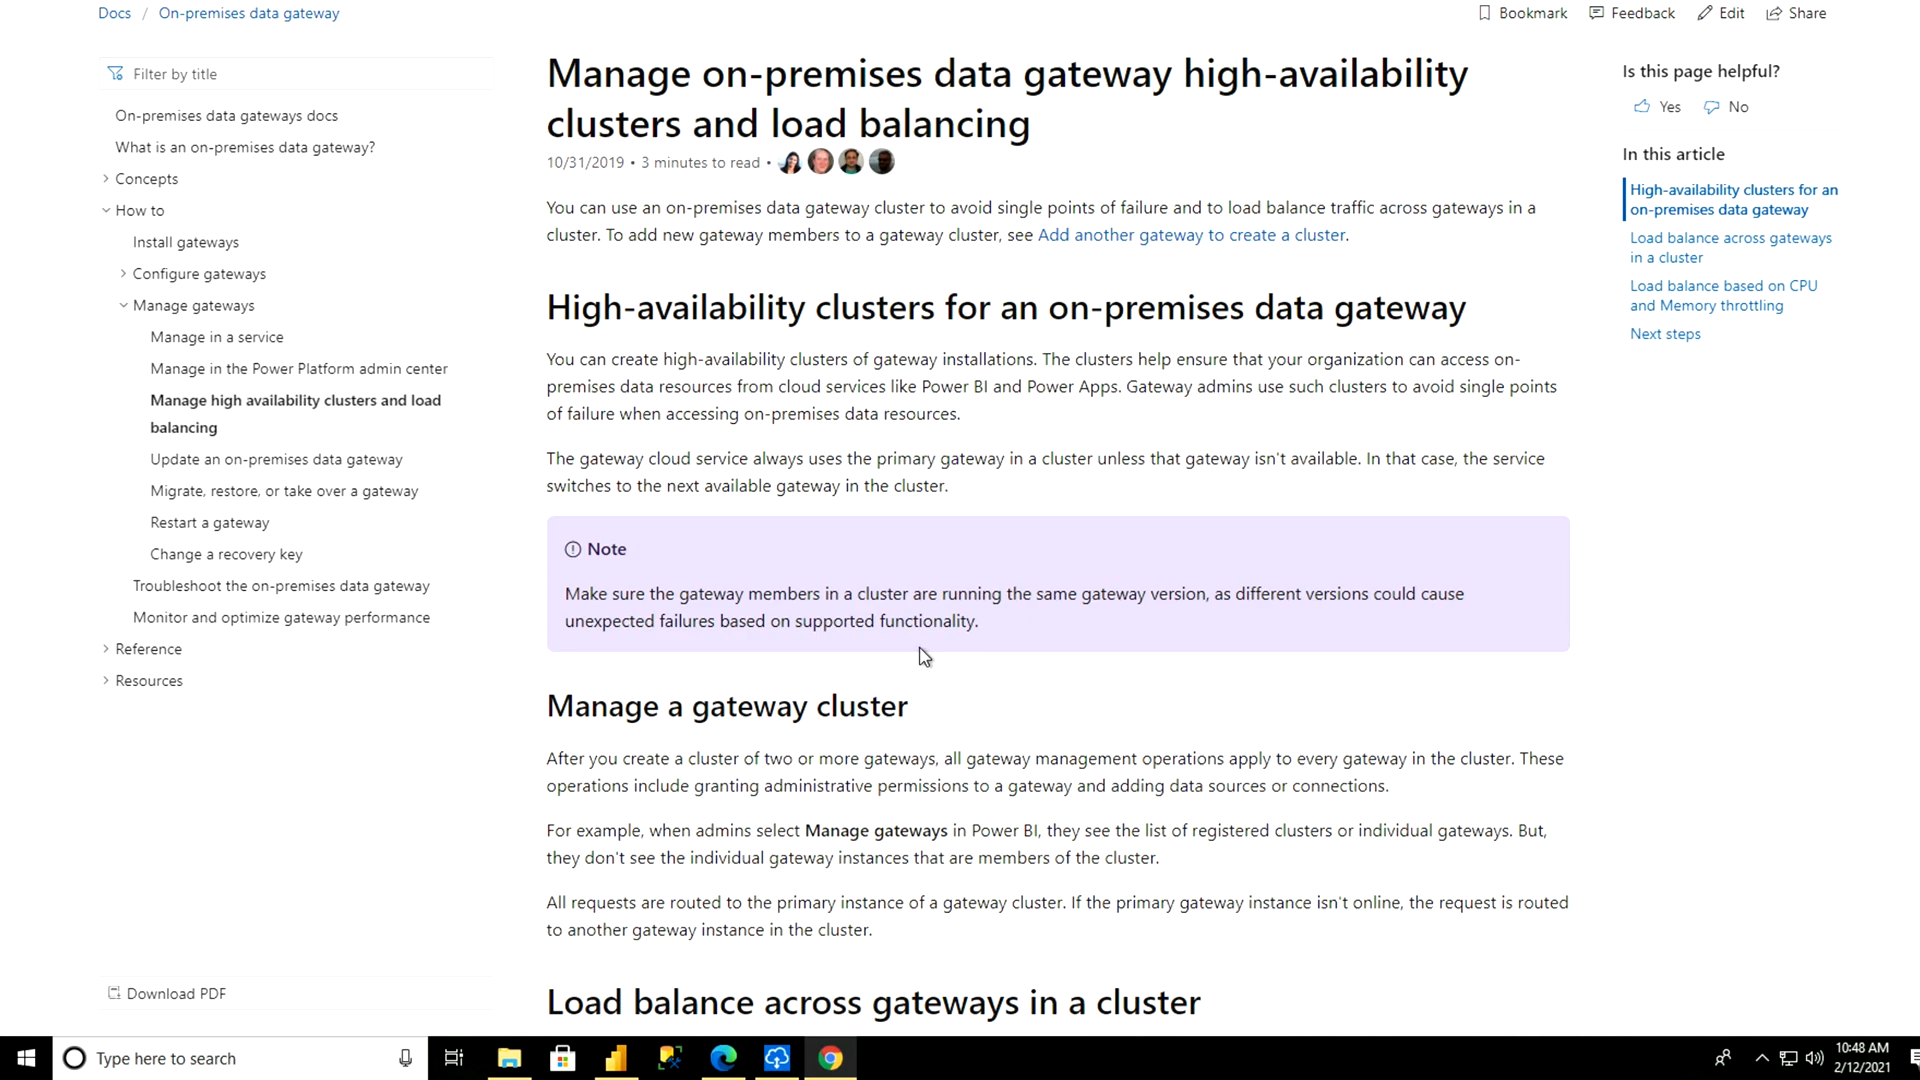 Docs / On-premises data gateway
Bookmark Feedback Edit Share
Filter by title
On-premises data gateways docs
What is an on-premises data gateway?
Concepts
How to
Install gateways
Configure gateways
Manage gateways
Manage in a service
Manage in the Power Platform admin center
Manage high availability clusters and load
balancing
Update an on-premises data gateway
Migrate, restore, or take over a gateway
Restart a gateway
Change a recovery key
Troubleshoot the on-premises data gateway
Monitor and optimize gateway performance
Reference
Resources
Download PDF
Manage on-premises data gateway high-availability
clusters and load balancing
10/31/2019 • 3 minutes to read •
You can use an on-premises data gateway cluster to avoid single points of failure and to load balance traffic across gateways in a
cluster. To add new gateway members to a gateway cluster, see Add another gateway to create a cluster.
High-availability clusters for an on-premises data gateway
You can create high-availability clusters of gateway installations. The clusters help ensure that your organization can access on-
premises data resources from cloud services like Power BI and Power Apps. Gateway admins use such clusters to avoid single points
of failure when accessing on-premises data resources.
The gateway cloud service always uses the primary gateway in a cluster unless that gateway isn't available. In that case, the service
switches to the next available gateway in the cluster.
Note
Make sure the gateway members in a cluster are running the same gateway version, as different versions could cause
unexpected failures based on supported functionality.
Manage a gateway cluster
After you create a cluster of two or more gateways, all gateway management operations apply to every gateway in the cluster. These
operations include granting administrative permissions to a gateway and adding data sources or connections.
For example, when admins select Manage gateways in Power BI, they see the list of registered clusters or individual gateways. But,
they don't see the individual gateway instances that are members of the cluster.
All requests are routed to the primary instance of a gateway cluster. If the primary gateway instance isn't online, the request is routed
to another gateway instance in the cluster.
Load balance across gateways in a cluster
Is this page helpful?
Yes No
In this article
High-availability clusters for an
on-premises data gateway
Load balance across gateways
in a cluster
Load balance based on CPU
and Memory throttling
Next steps
Type here to search
10:48 AM
2/12/2021